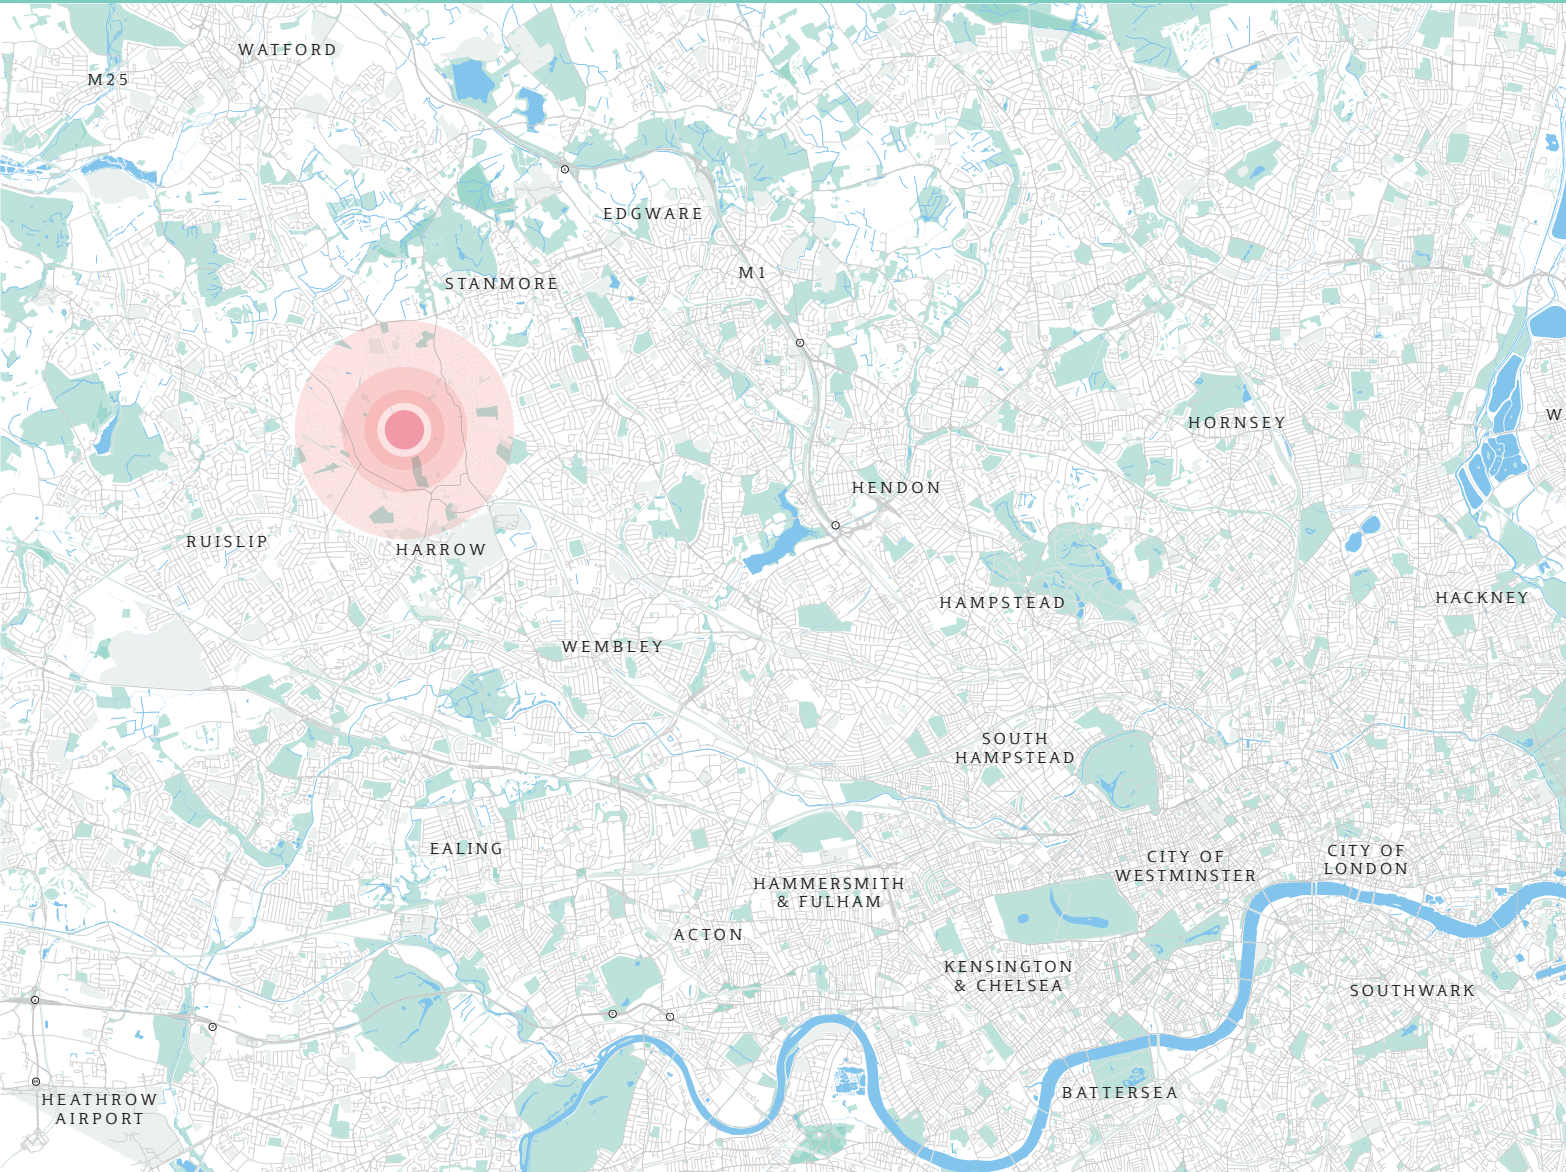 WATFORD
M25
EDGWARE
M1
STANMORE
W
HORNSEY
HENDON
RUISLIP
HARROW
HACKNEY
HAMPSTEAD
WEMBLEY
SOUTH
HAMPSTEAD
EALING
CITY OF
WESTMINSTER
CITY OF
LONDON
HAMMERSMITH
& FULHAM
ACTON
KENSINGTON
& CHELSEA
SOUTHWARK
BATTERSEA
HEATHROW
AIRPORT